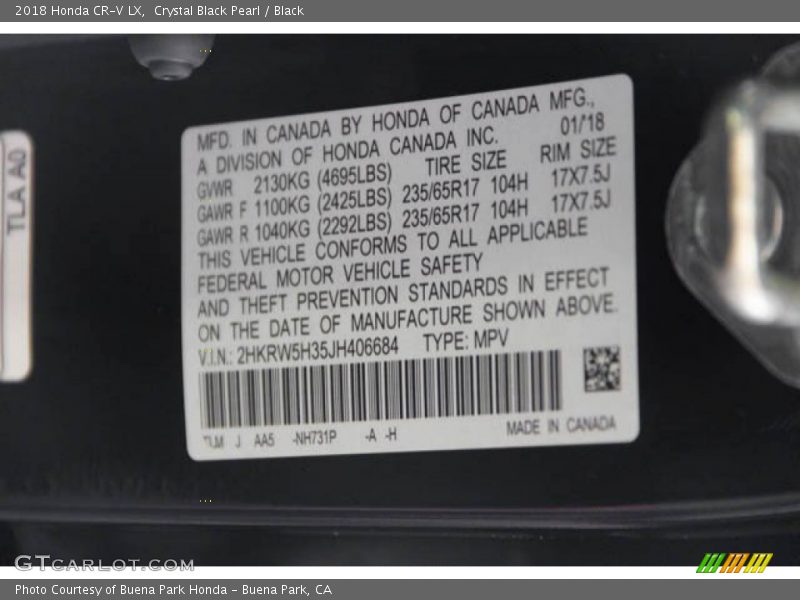 2018 Honda CR-V LX,  Crystal Black Pearl / Black
TLA A0
MFD. IN CANADA BY HONDA OF CANADA MFG.,
A DIVISION OF HONDA CANADA INC. 01/18
GVWR 2130KG (4695LBS) TIRE SIZE RIM SIZE
GAWR F 1100KG (2425LBS) 235/65R17 104H 17X7.5J
GAWR R 1040KG (2292LBS) 235/65R17 104H 17X7.5J
THIS VEHICLE CONFORMS TO ALL APPLICABLE
FEDERAL MOTOR VEHICLE SAFETY
AND THEFT PREVENTION STANDARDS IN EFFECT
ON THE DATE OF MANUFACTURE SHOWN ABOVE.
V.I.N.: 2HKRW5H35JH406684 TYPE: MPV
TLM J AA5 -NH731P -A -H MADE IN CANADA
GTcarlot.com
Photo Courtesy of Buena Park Honda - Buena Park, CA